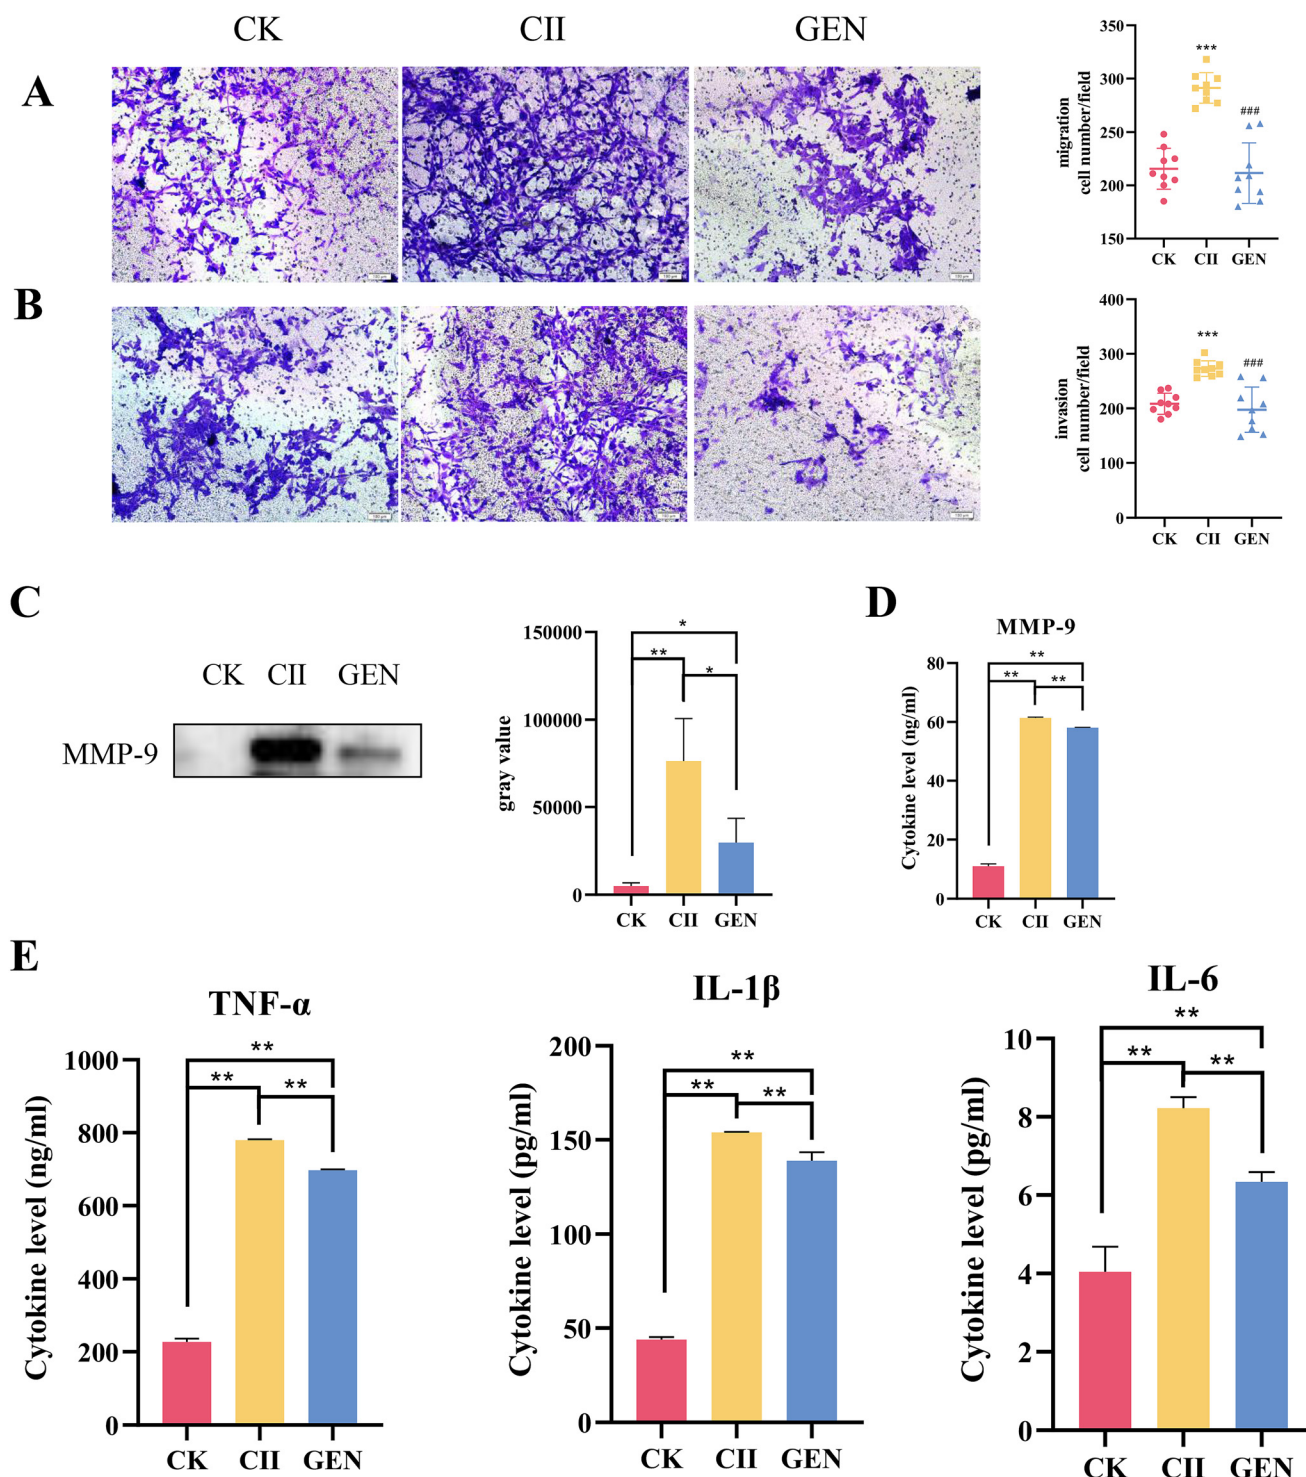 CK CII GEN
A
migration
cell number/field
350
300
250
200
150
***
###
CK CII GEN
B
invasion
cell number/field
400
300
200
100
0
***
###
CK CII GEN
C
CK CII GEN
MMP-9
gray value
150000
100000
50000
0
*
**
*
CK CII GEN
D
MMP-9
Cytokine level (ng/ml)
80
60
40
20
0
**
** **
CK CII GEN
E
TNF-α
Cytokine level (ng/ml)
1000
800
600
400
200
0
**
** **
CK CII GEN
IL-1β
Cytokine level (pg/ml)
200
150
100
50
0
**
** **
CK CII GEN
IL-6
Cytokine level (pg/ml)
10
8
6
4
2
0
**
** **
CK CII GEN